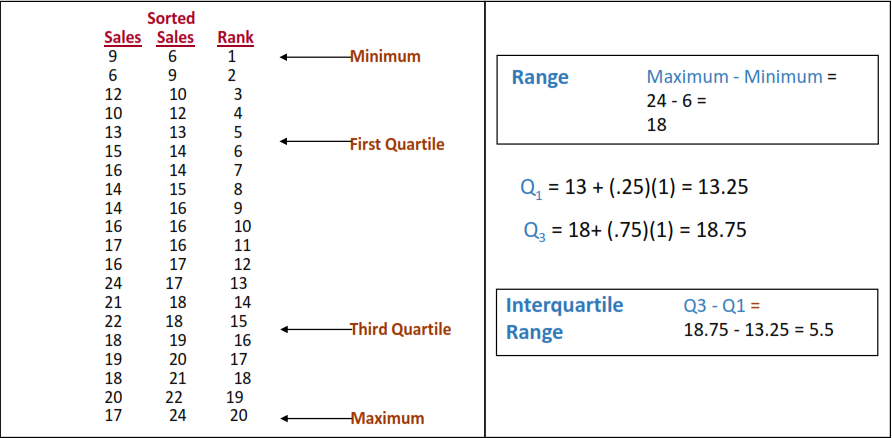 Sorted
Sales Sales Rank
9 6 1 Minimum
6 9 2
12 10 3
10 12 4
13 13 5 First Quartile
15 14 6
16 14 7
14 15 8
14 16 9
16 16 10
17 16 11
16 17 12
24 17 13
21 18 14
22 18 15 Third Quartile
18 19 16
19 20 17
18 21 18
20 22 19
17 24 20 Maximum
Range Maximum - Minimum =
24 - 6 =
18
Q1 = 13 + (.25)(1) = 13.25
Q3 = 18+ (.75)(1) = 18.75
Interquartile Q3 - Q1 =
Range 18.75 - 13.25 = 5.5